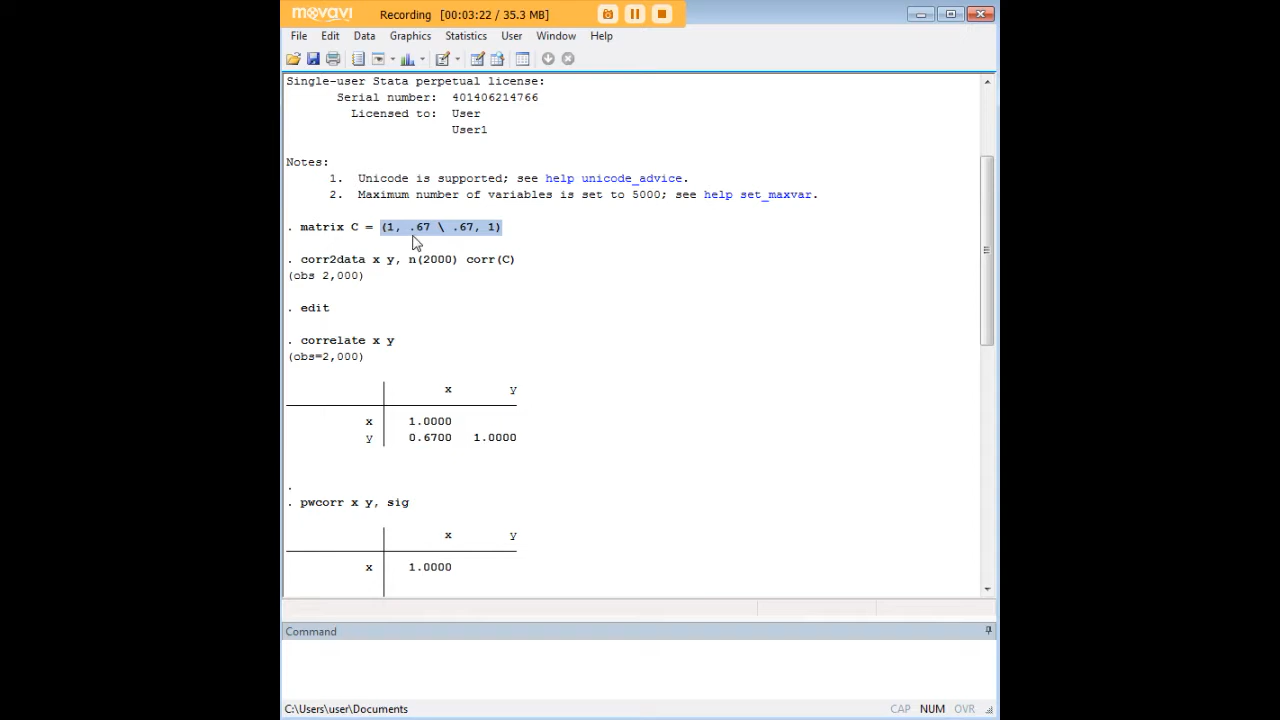 movavi Recording [00:03:22 / 35.3 MB]
File Edit Data Graphics Statistics User Window Help
Single-user Stata perpetual license:
Serial number: 401406214766
Licensed to: User
User1
Notes:
1. Unicode is supported; see help unicode_advice.
2. Maximum number of variables is set to 5000; see help set_maxvar.
. matrix C = (1, .67 \ .67, 1)
. corr2data x y, n(2000) corr(C)
(obs 2,000)
. edit
. correlate x y
(obs=2,000)
x y
x 1.0000
y 0.6700 1.0000
.
. pwcorr x y, sig
x y
x 1.0000
Command
C:\Users\user\Documents CAP NUM OVR